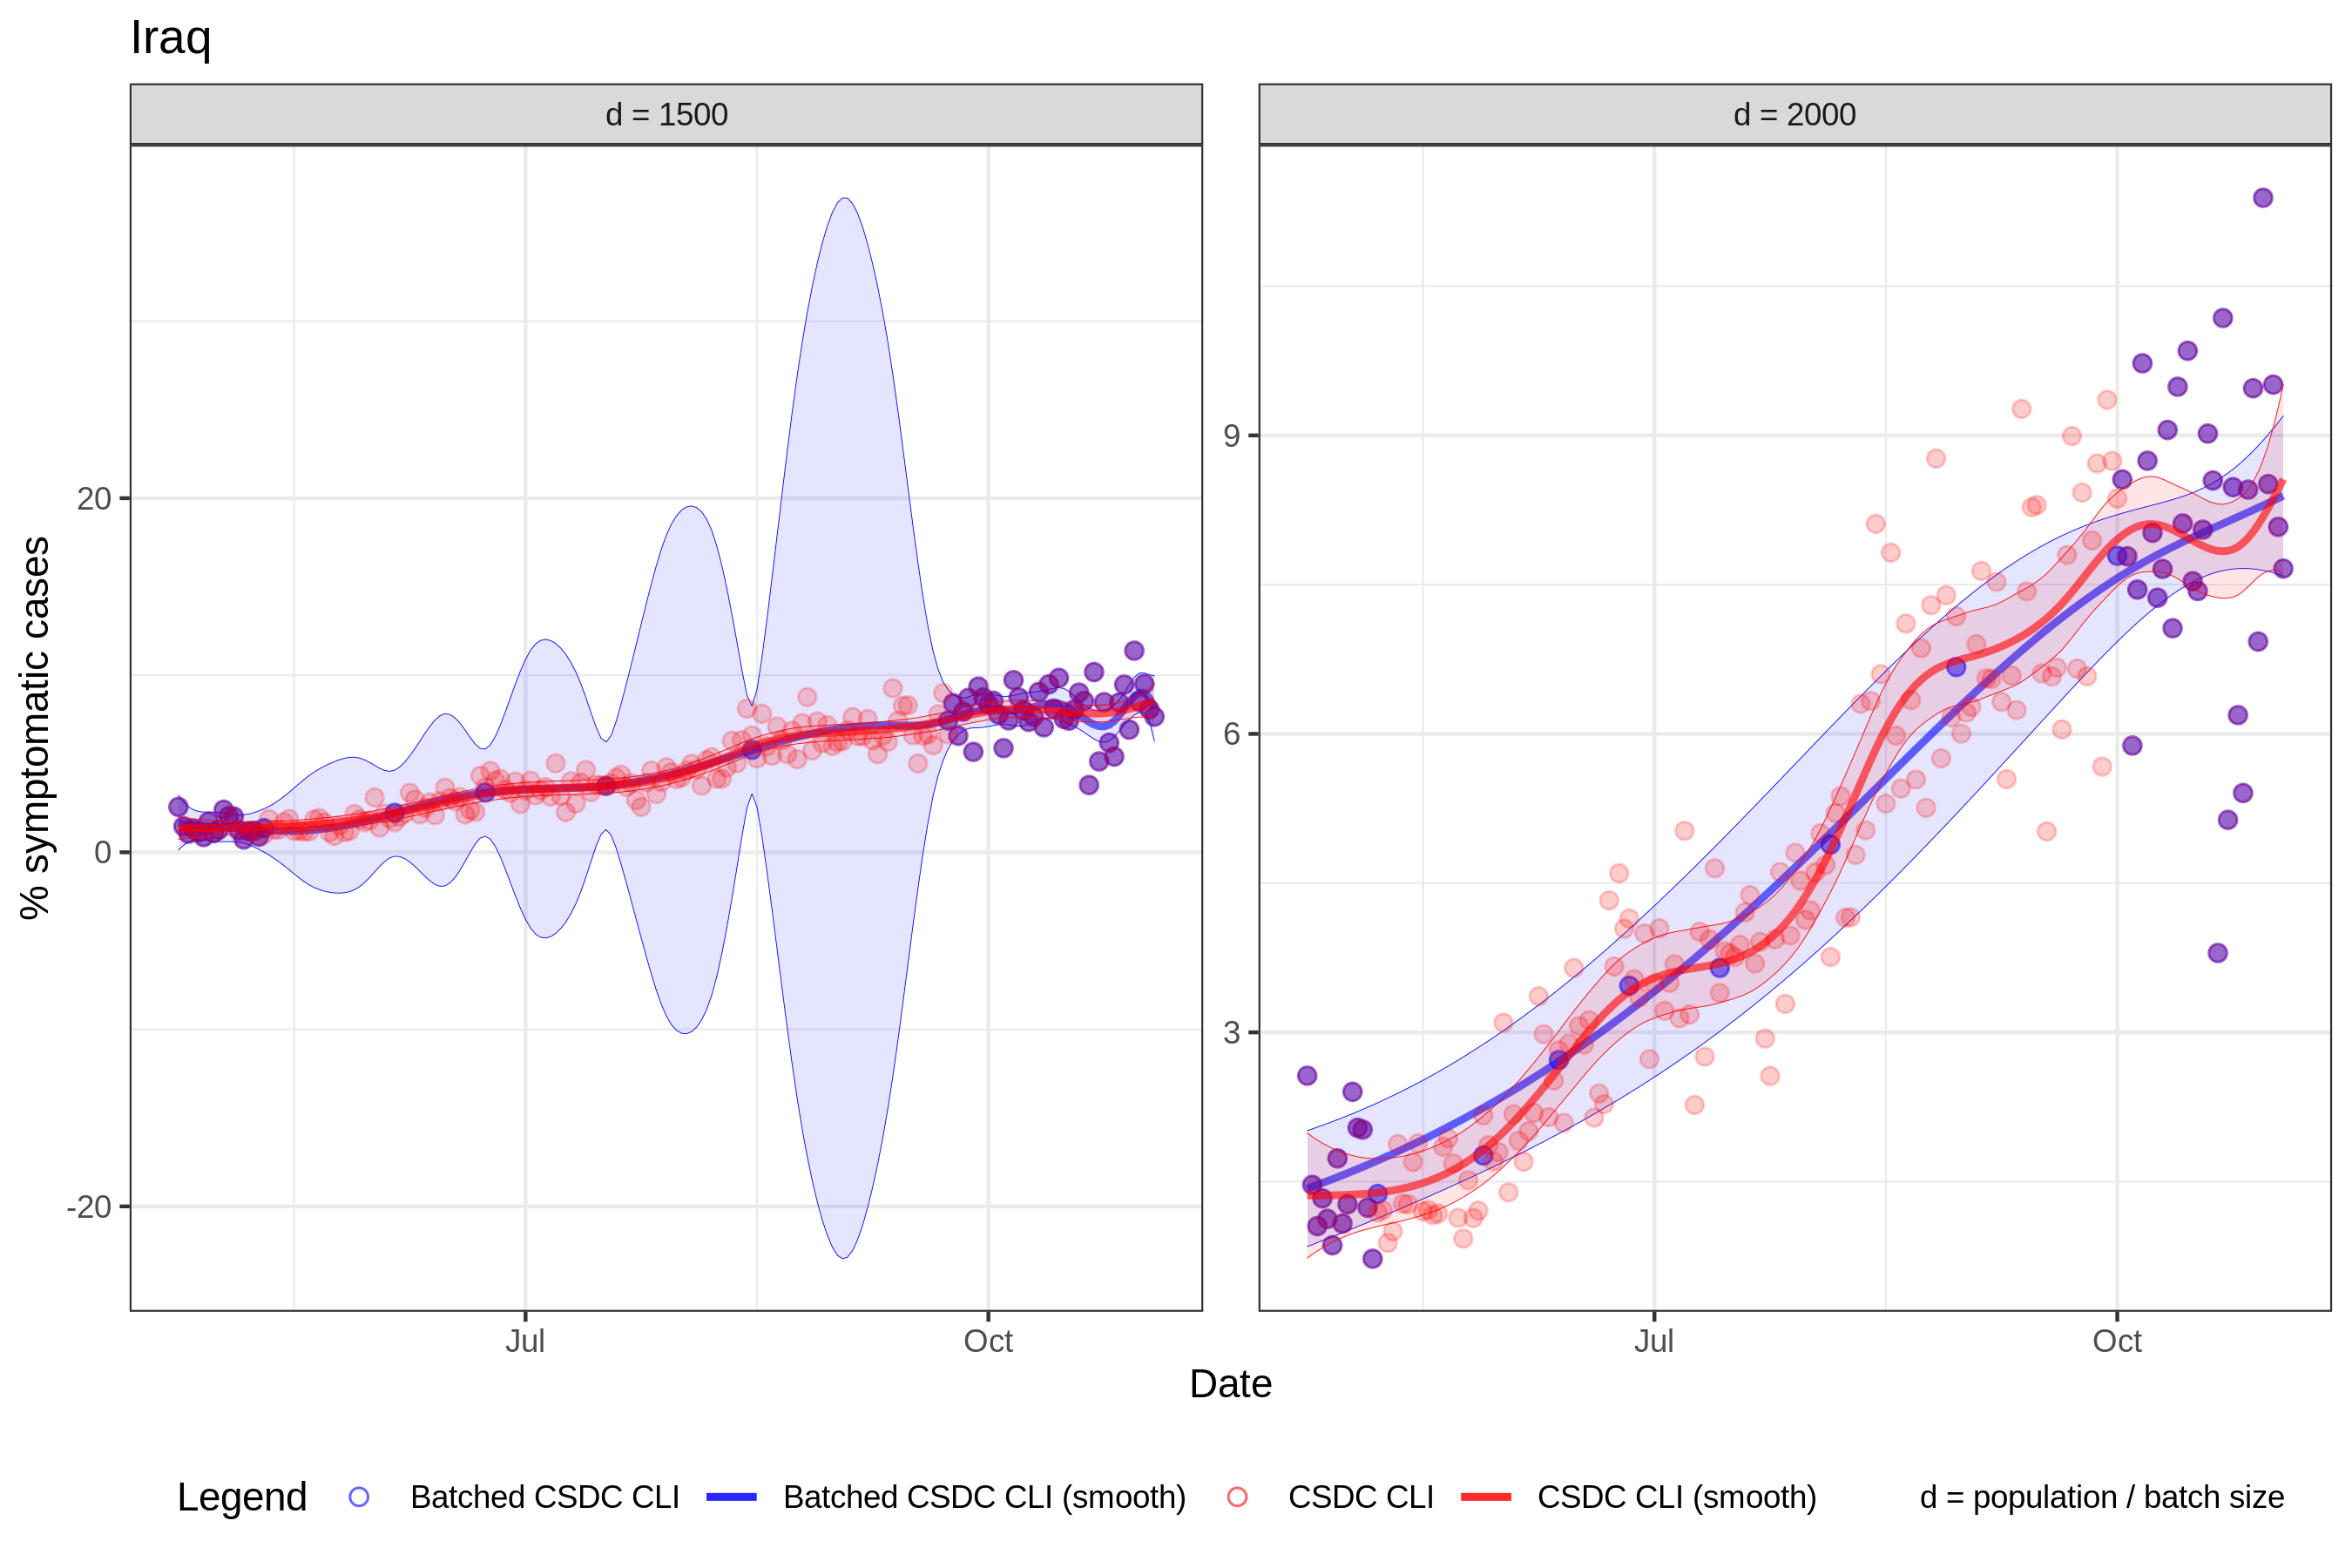 Iraq
d = 1500
d = 2000
% symptomatic cases
20
0
-20
9
6
3
Jul
Oct
Jul
Oct
Date
Legend
Batched CSDC CLI
Batched CSDC CLI (smooth)
CSDC CLI
CSDC CLI (smooth)
d = population / batch size